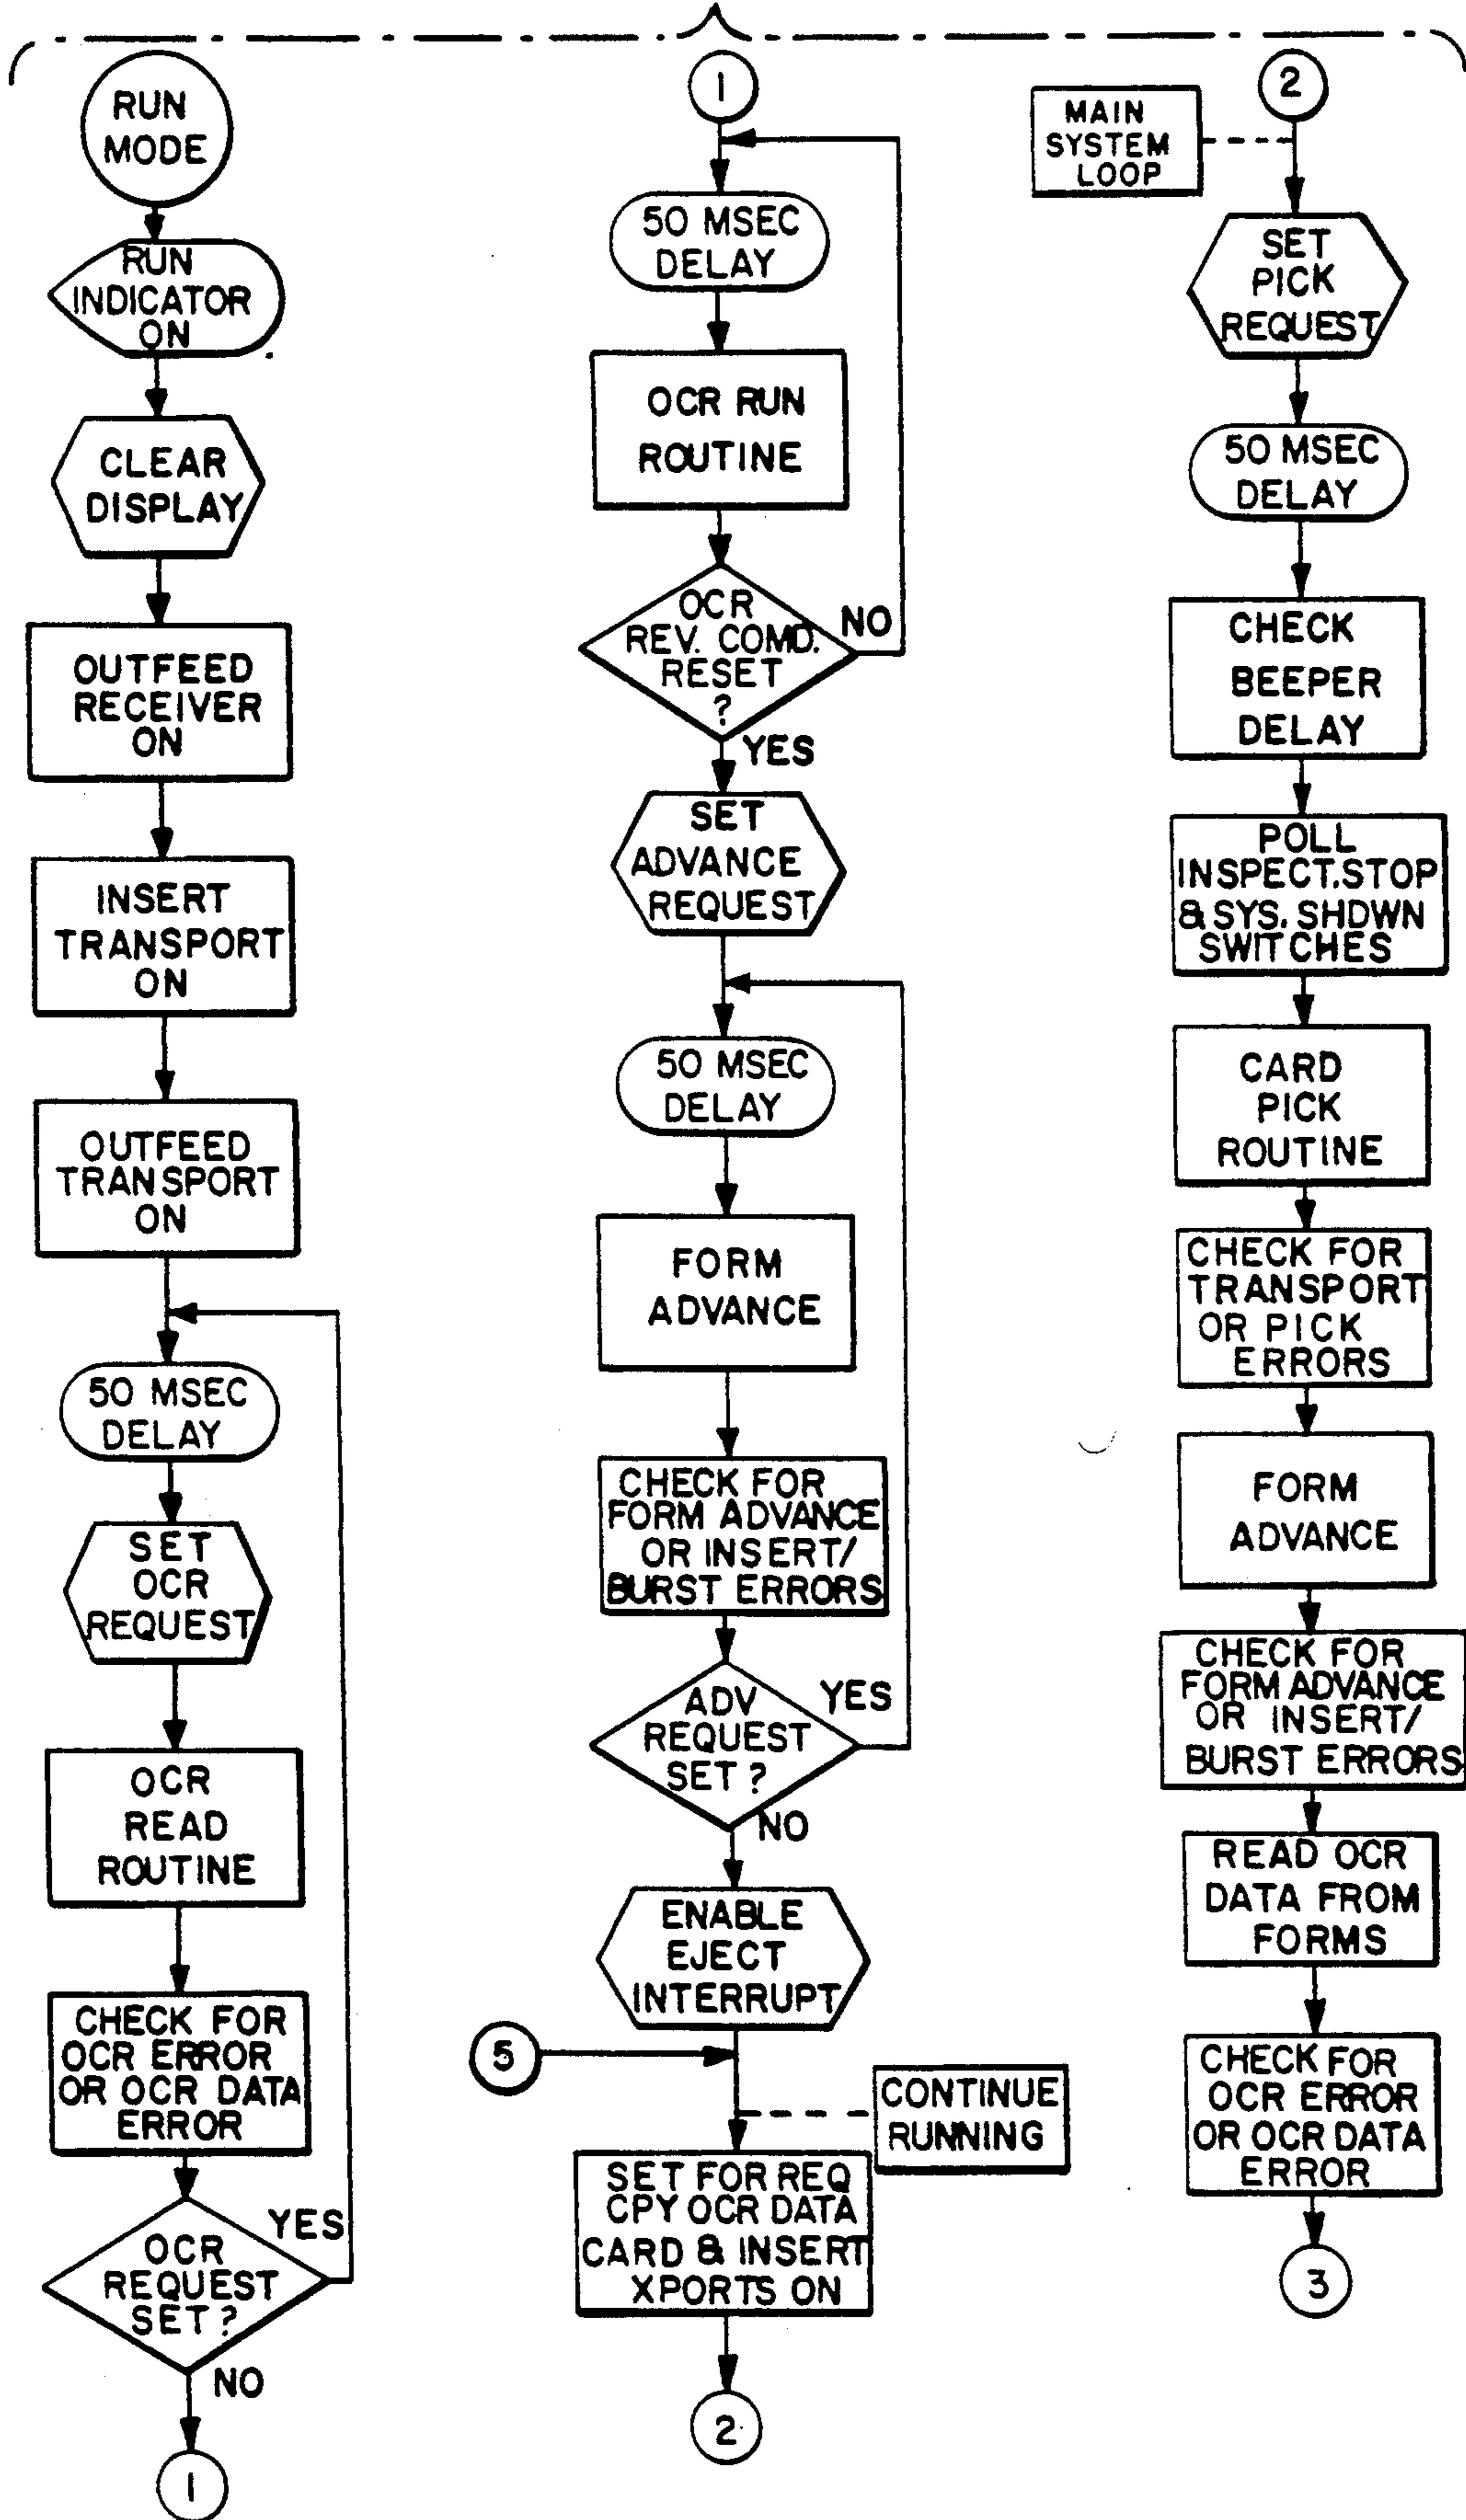 RUN
MODE
RUN
INDICATOR
ON
CLEAR
DISPLAY
OUTFEED
RECEIVER
ON
INSERT
TRANSPORT
ON
OUTFEED
TRANSPORT
ON
50 MSEC
DELAY
SET
OCR
REQUEST
OCR
READ
ROUTINE
CHECK FOR
OCR ERROR
OR OCR DATA
ERROR
YES
OCR
REQUEST
SET ?
NO
1
1
50 MSEC
DELAY
OCR RUN
ROUTINE
OCR
REV. COMD.
RESET
?
NO
YES
SET
ADVANCE
REQUEST
50 MSEC
DELAY
FORM
ADVANCE
CHECK FOR
FORM ADVANCE
OR INSERT/
BURST ERRORS
ADV
REQUEST
SET ?
YES
NO
ENABLE
EJECT
INTERRUPT
5
CONTINUE
RUNNING
SET FOR REQ
CPY OCR DATA
CARD & INSERT
XPORTS ON
2
2
MAIN
SYSTEM
LOOP
SET
PICK
REQUEST
50 MSEC
DELAY
CHECK
BEEPER
DELAY
POLL
INSPECT.STOP
& SYS. SHDWN
SWITCHES
CARD
PICK
ROUTINE
CHECK FOR
TRANSPORT
OR PICK
ERRORS
FORM
ADVANCE
CHECK FOR
FORM ADVANCE
OR INSERT/
BURST ERRORS
READ OCR
DATA FROM
FORMS
CHECK FOR
OCR ERROR
OR OCR DATA
ERROR
3